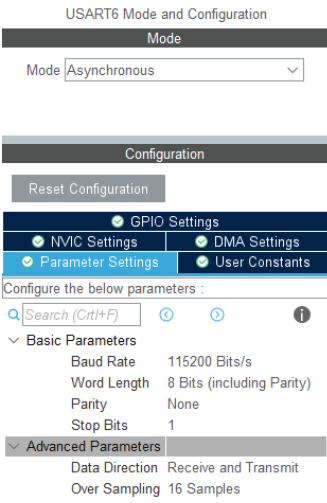 USART6 Mode and Configuration
Mode
Mode Asynchronous
Configuration
Reset Configuration
GPIO Settings
NVIC Settings DMA Settings
Parameter Settings User Constants
Configure the below parameters :
Search (Crtl+F)
Basic Parameters
Baud Rate 115200 Bits/s
Word Length 8 Bits (including Parity)
Parity None
Stop Bits 1
Advanced Parameters
Data Direction Receive and Transmit
Over Sampling 16 Samples